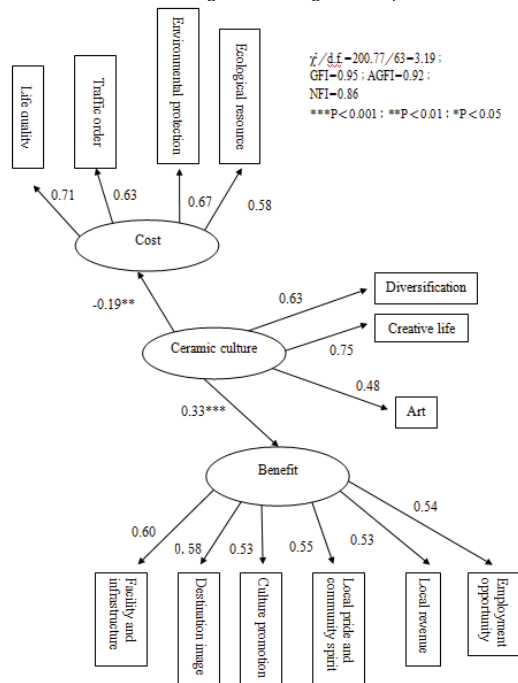 χ²/d.f.=200.77/63=3.19；
GFI=0.95；AGFI=0.92；
NFI=0.86
***P<0.001；**P<0.01；*P<0.05
Life quality
Traffic order
Environmental protection
Ecological resource
0.71
0.63
0.67
0.58
Cost
-0.19**
0.63
Diversification
Creative life
Ceramic culture
0.75
0.48
Art
0.33***
Benefit
0.60
0.58
0.53
0.55
0.53
0.54
Facility and
infrastructure
Destination image
Culture promotion
Local pride and
community spirit
Local revenue
Employment
opportunity